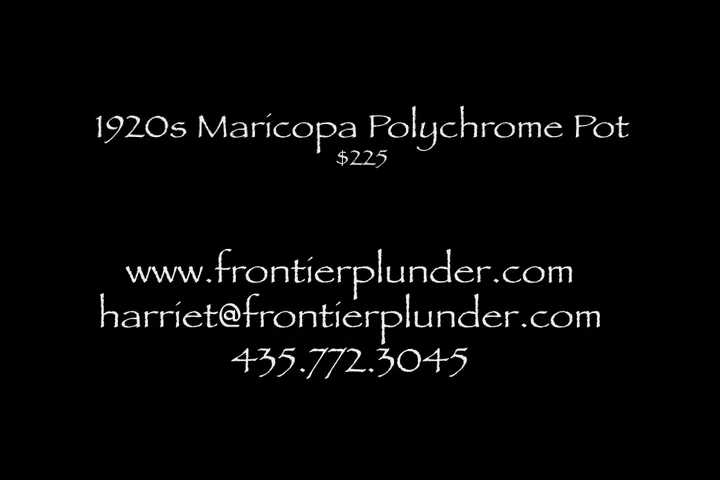 1920s Maricopa Polychrome Pot
$225
www.frontierplunder.com
harriet@frontierplunder.com
435.772.3045